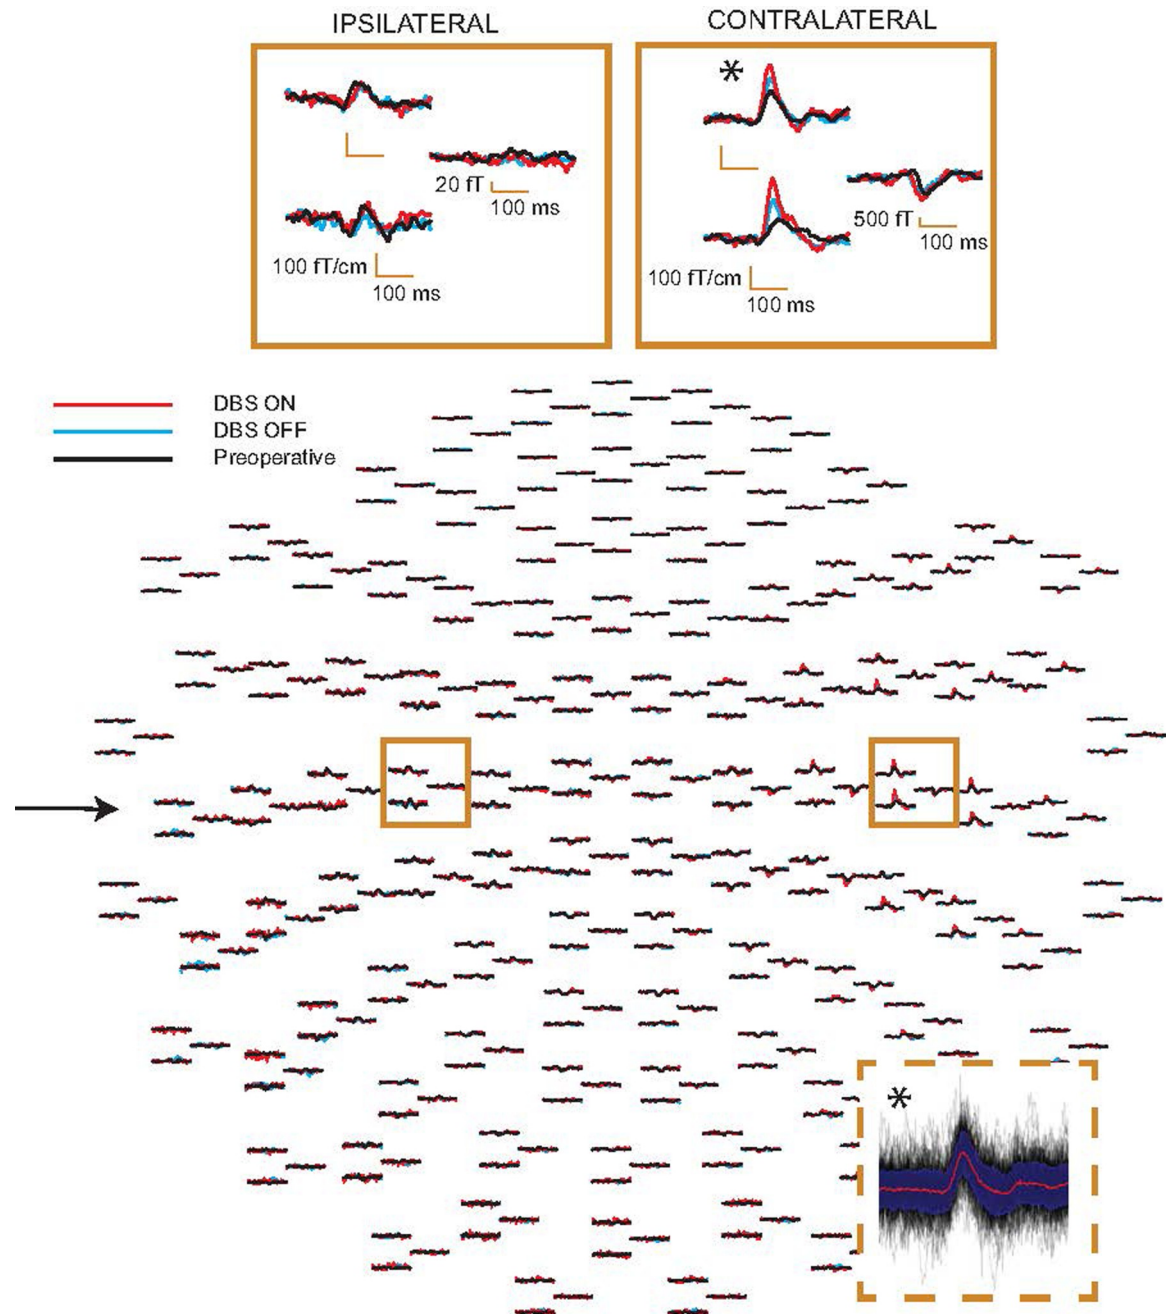 IPSILATERAL
CONTRALATERAL
*
20 fT
100 ms
100 fT/cm
100 ms
500 fT
100 ms
100 fT/cm
100 ms
DBS ON
DBS OFF
Preoperative
*